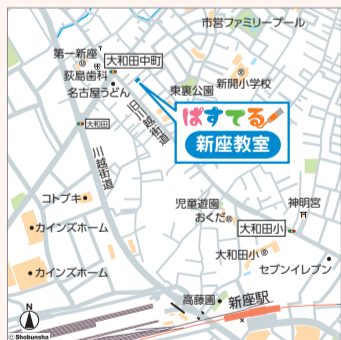 市営ファミリープール
第一新座
大和田中町
荻島歯科
名古屋うどん
東裏公園
新開小学校
旧川越街道
ぱすてる
新座教室
大和田
川越街道
コトブキ
児童遊園
おくだ
神明宮
大和田小
カインズホーム
大和田小
セブンイレブン
カインズホーム
高藤園
新座駅
N
© Shobunsha